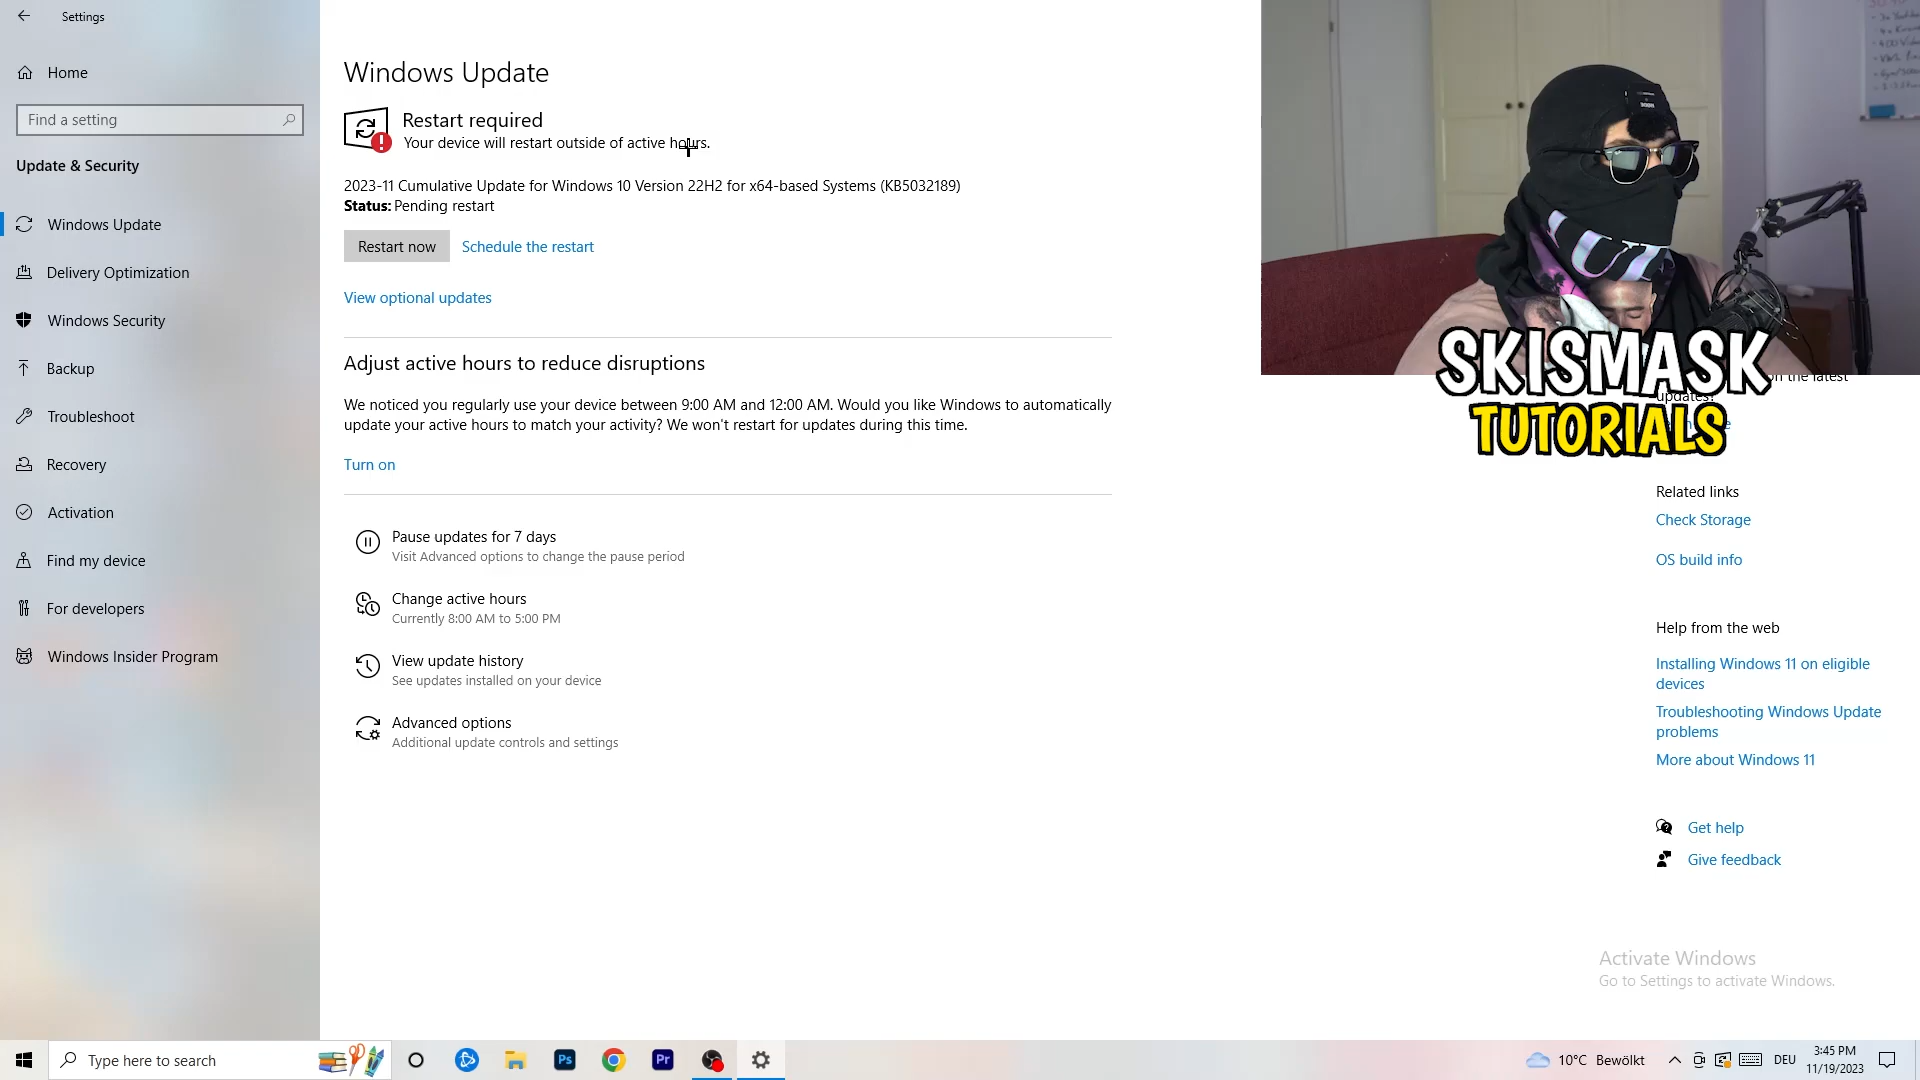 Settings
Home
Find a setting
Update & Security
Windows Update
Delivery Optimization
Windows Security
Backup
Troubleshoot
Recovery
Activation
Find my device
For developers
Windows Insider Program
Windows Update
Restart required
Your device will restart outside of active hours.
2023-11 Cumulative Update for Windows 10 Version 22H2 for x64-based Systems (KB5032189)
Status: Pending restart
Restart now
Schedule the restart
View optional updates
Adjust active hours to reduce disruptions
We noticed you regularly use your device between 9:00 AM and 12:00 AM. Would you like Windows to automatically
update your active hours to match your activity? We won't restart for updates during this time.
Turn on
Pause updates for 7 days
Visit Advanced options to change the pause period
Change active hours
Currently 8:00 AM to 5:00 PM
View update history
See updates installed on your device
Advanced options
Additional update controls and settings
SKISMASK
TUTORIALS
on the latest
updates?
Related links
Check Storage
OS build info
Help from the web
Installing Windows 11 on eligible
devices
Troubleshooting Windows Update
problems
More about Windows 11
Get help
Give feedback
Activate Windows
Go to Settings to activate Windows.
Type here to search
Ps
Pr
10°C Bewölkt
DEU
3:45 PM
11/19/2023